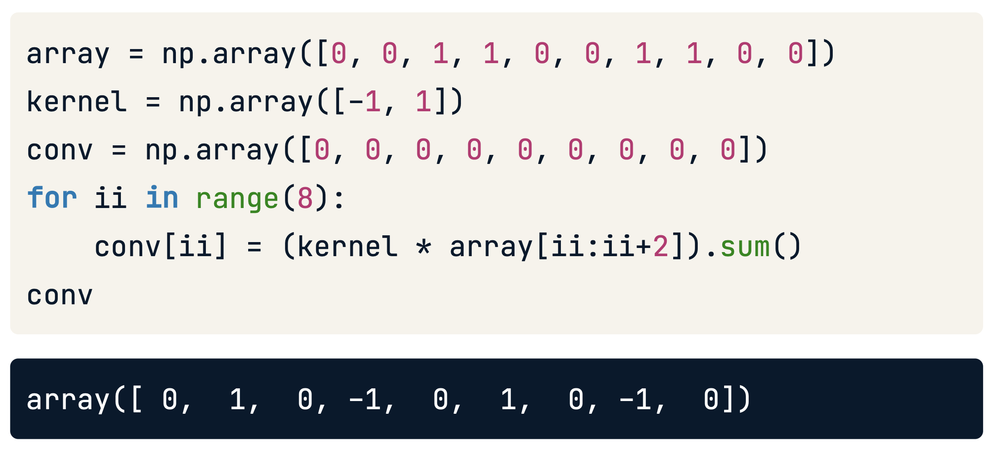 array = np.array([0, 0, 1, 1, 0, 0, 1, 1, 0, 0])
kernel = np.array([-1, 1])
conv = np.array([0, 0, 0, 0, 0, 0, 0, 0, 0])
for ii in range(8):
    conv[ii] = (kernel * array[ii:ii+2]).sum()
conv
array([ 0,  1,  0, -1,  0,  1,  0, -1,  0])